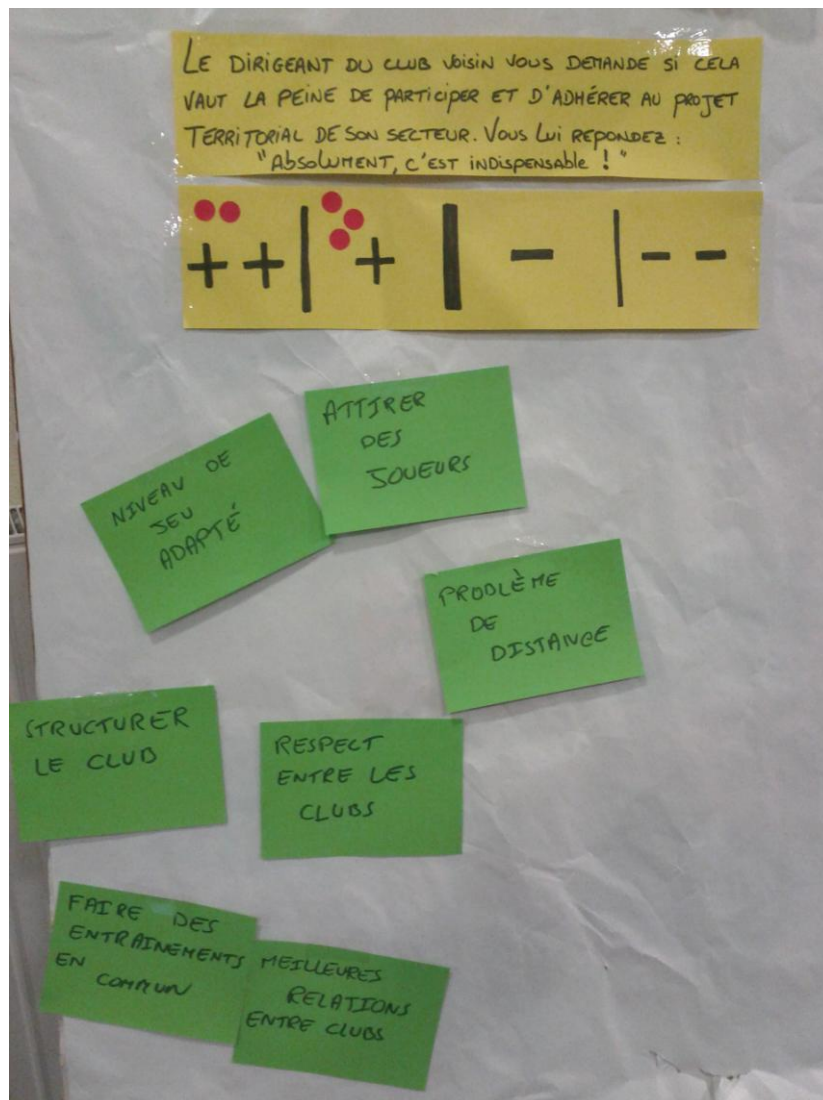 LE DIRIGEANT DU CLUB VOISIN VOUS DEMANDE SI CELA
VAUT LA PEINE DE PARTICIPER ET D'ADHÉRER AU PROJET
TERRITORIAL DE SON SECTEUR. VOUS LUI REPONDEZ :
"ABSOLUMENT, C'EST INDISPENSABLE ! "
+ + | + | - | - -
ATTIRER
DES
JOUEURS
NIVEAU DE
JEU
ADAPTÉ
PROBLÈME
DE
DISTANCE
STRUCTURER
LE CLUB
RESPECT
ENTRE LES
CLUBS
FAIRE DES
ENTRAINEMENTS
EN
COMMUN
MEILLEURES
RELATIONS
ENTRE CLUBS